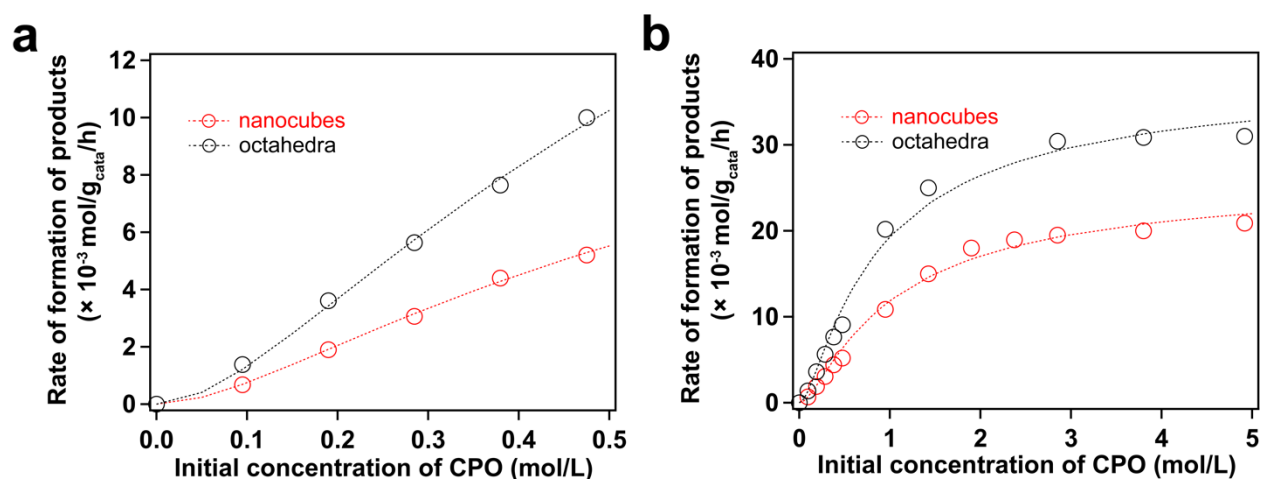 a
Rate of formation of products
(× 10⁻³ mol/g_cata/h)
12
10
8
6
4
2
0
nanocubes
octahedra
0.0 0.1 0.2 0.3 0.4 0.5
Initial concentration of CPO (mol/L)
b
Rate of formation of products
(× 10⁻³ mol/g_cata/h)
40
30
20
10
0
nanocubes
octahedra
0 1 2 3 4 5
Initial concentration of CPO (mol/L)